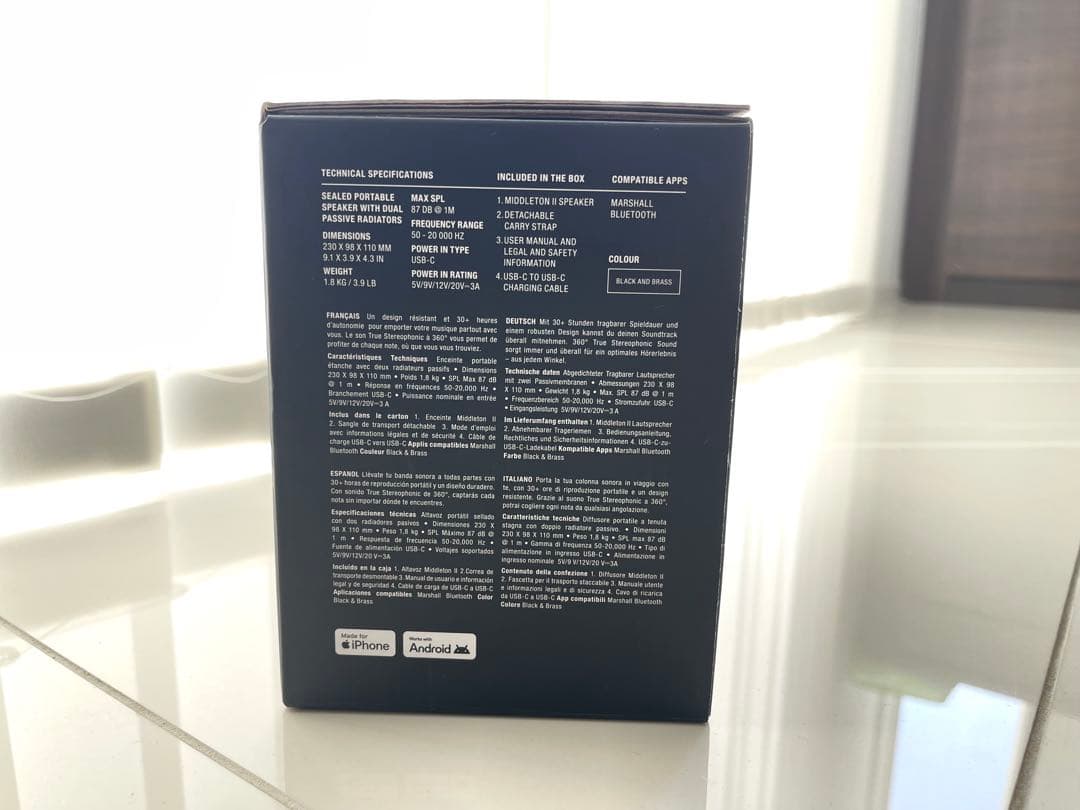 TECHNICAL SPECIFICATIONS
SEALED PORTABLE
SPEAKER WITH DUAL
PASSIVE RADIATORS
DIMENSIONS
230 X 98 X 110 MM
9.1 X 3.9 X 4.3 IN
WEIGHT
1.8 KG / 3.9 LB
MAX SPL
87 DB @ 1M
FREQUENCY RANGE
50 - 20 000 HZ
POWER IN TYPE
USB-C
POWER IN RATING
5V/9V/12V/20V⎓3A
INCLUDED IN THE BOX
1. MIDDLETON II SPEAKER
2. DETACHABLE
CARRY STRAP
3. USER MANUAL AND
LEGAL AND SAFETY
INFORMATION
4. USB-C TO USB-C
CHARGING CABLE
COMPATIBLE APPS
MARSHALL
BLUETOOTH
COLOUR
BLACK AND BRASS
FRANÇAIS Un design résistant et 30+ heures
d'autonomie pour emporter votre musique partout avec
vous. Le son True Stereophonic à 360° vous permet de
profiter de chaque note, où que vous vous trouviez.
Caractéristiques Techniques Enceinte portable
étanche avec deux radiateurs passifs • Dimensions
230 X 98 X 110 mm • Poids 1,8 kg • SPL Max 87 dB
@ 1 m • Réponse en fréquences 50-20,000 Hz •
Branchement USB-C • Puissance nominale en entrée
5V/9V/12V/20V⎓3 A
Inclus dans le carton 1. Enceinte Middleton II
2. Sangle de transport détachable 3. Mode d'emploi
avec informations légales et de sécurité 4. Câble de
charge USB-C vers USB-C Applis compatibles Marshall
Bluetooth Couleur Black & Brass
DEUTSCH Mit 30+ Stunden tragbarer Spieldauer und
einem robusten Design kannst du deinen Soundtrack
überall mitnehmen. 360° True Stereophonic Sound
sorgt immer und überall für ein optimales Hörerlebnis
– aus jedem Winkel.
Technische daten Abgedichteter Tragbarer Lautsprecher
mit zwei Passivmembranen • Abmessungen 230 X 98
X 110 mm • Gewicht 1,8 kg • Max. SPL 87 dB @ 1 m
• Frequenzbereich 50-20,000 Hz • Stromzufuhr USB-C
• Eingangsleistung 5V/9V/12V/20V⎓3 A
Im Lieferumfang enthalten 1. Middleton II Lautsprecher
2. Abnehmbarer Trageriemen 3. Bedienungsanleitung,
Rechtliches und Sicherheitsinformationen 4. USB-C-zu-
USB-C-Ladekabel Kompatible Apps Marshall Bluetooth
Farbe Black & Brass
ESPANOL Llévate tu banda sonora a todas partes con
30+ horas de reproducción portátil y un diseño duradero.
Con sonido True Stereophonic de 360°, captarás cada
nota sin importar dónde te encuentres.
Especificaciones técnicas Altavoz portátil sellado
con dos radiadores pasivos • Dimensiones 230 X
98 X 110 mm • Peso 1,8 kg • SPL Máximo 87 dB @
1 m • Respuesta de frecuencia 50-20,000 Hz •
Fuente de alimentación USB-C • Voltajes soportados
5V/9V/12V/20 V⎓3A
Incluido en la caja 1. Altavoz Middleton II 2.Correa de
transporte desmontable 3. Manual de usuario e información
legal y de seguridad 4. Cable de carga de USB-C a USB-C
Aplicaciones compatibles Marshall Bluetooth Color
Black & Brass
ITALIANO Porta la tua colonna sonora in viaggio con
te, con 30+ ore di riproduzione portatile e un design
resistente. Grazie al suono True Stereophonic a 360°,
potrai cogliere ogni nota da qualsiasi angolazione.
Caratteristiche tecniche Diffusore portatile a tenuta
stagna con doppio radiatore passivo. • Dimensioni
230 X 98 X 110 mm • Peso 1,8 kg • SPL max 87 dB
@ 1 m • Gamma di frequenza 50-20,000 Hz • Tipo di
alimentazione in ingresso USB-C • Alimentazione in
ingresso nominale 5V/9 V/12V/20 V⎓3A
Contenuto della confezione 1. Diffusore Middleton II
2. Fascetta per il trasporto staccabile 3. Manuale utente
e informazioni legali e di sicurezza 4. Cavo di ricarica
da USB-C a USB-C App compatibili Marshall Bluetooth
Colore Black & Brass
Made for
iPhone
Works with
Android